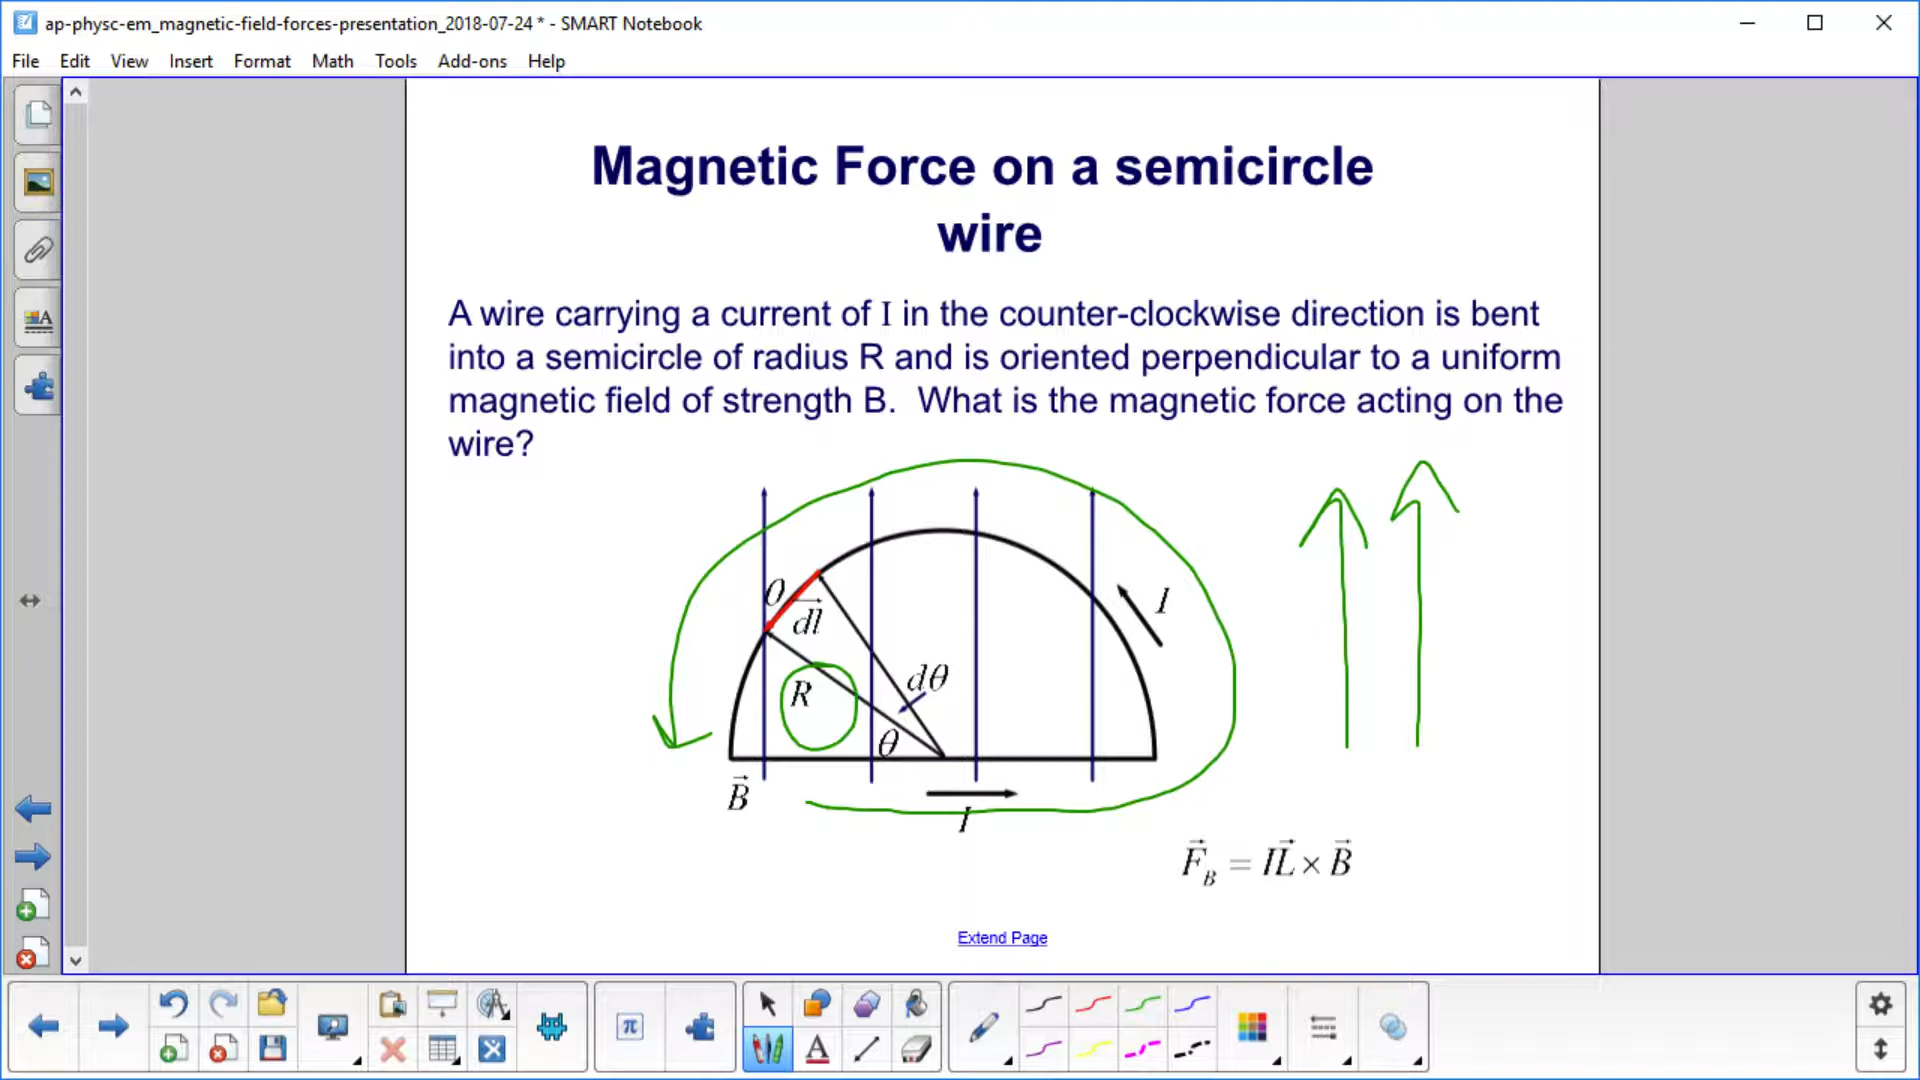 ap-physc-em_magnetic-field-forces-presentation_2018-07-24 * - SMART Notebook
File Edit View Insert Format Math Tools Add-ons Help
Magnetic Force on a semicircle
wire
A wire carrying a current of I in the counter-clockwise direction is bent
into a semicircle of radius R and is oriented perpendicular to a uniform
magnetic field of strength B. What is the magnetic force acting on the
wire?
θ
dl
I
R
dθ
θ
B
I
F_B = IL × B
Extend Page